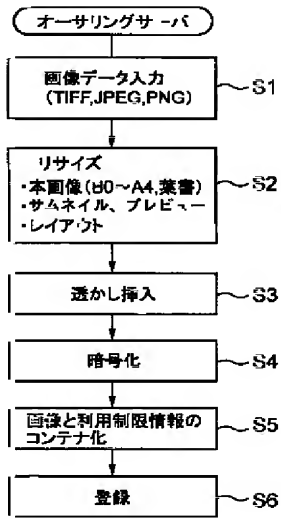 オーサリングサーバ
画像データ入力
(TIFF,JPEG,PNG)
S1
リサイズ
・本画像(B0～A4,葉書)
・サムネイル、プレビュー
・レイアウト
S2
透かし挿入
S3
暗号化
S4
画像と利用制限情報の
コンテナ化
S5
登録
S6